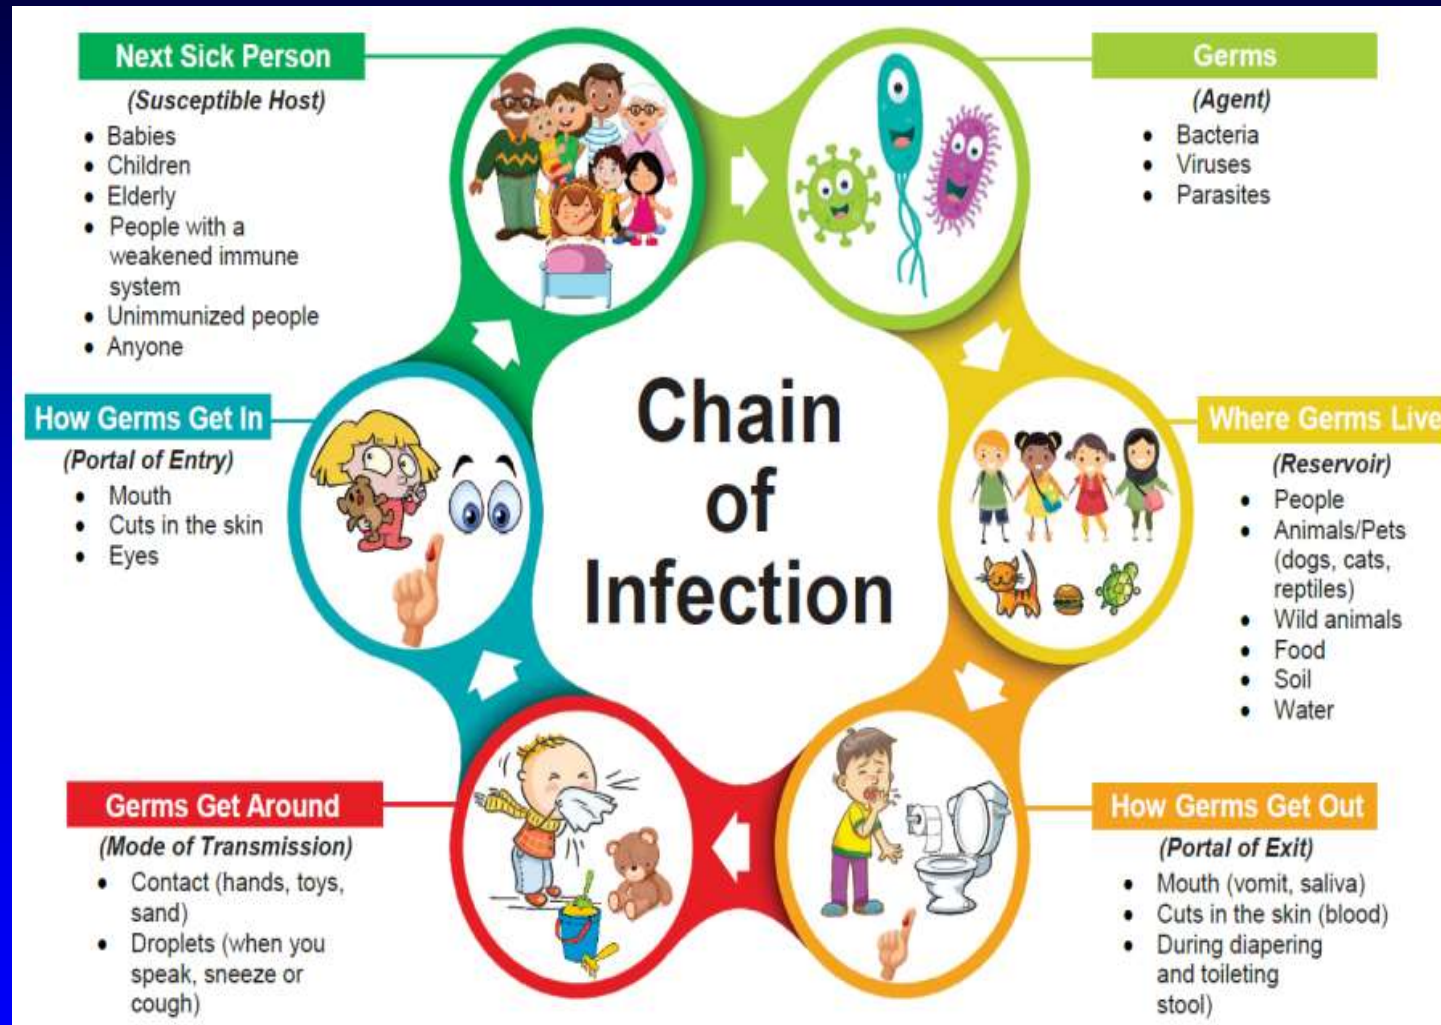 Next Sick Person
(Susceptible Host)
• Babies
• Children
• Elderly
• People with a
weakened immune
system
• Unimmunized people
• Anyone
Germs
(Agent)
• Bacteria
• Viruses
• Parasites
How Germs Get In
(Portal of Entry)
• Mouth
• Cuts in the skin
• Eyes
Chain
of
Infection
Where Germs Live
(Reservoir)
• People
• Animals/Pets
(dogs, cats,
reptiles)
• Wild animals
• Food
• Soil
• Water
Germs Get Around
(Mode of Transmission)
• Contact (hands, toys,
sand)
• Droplets (when you
speak, sneeze or
cough)
How Germs Get Out
(Portal of Exit)
• Mouth (vomit, saliva)
• Cuts in the skin (blood)
• During diapering
and toileting
stool)